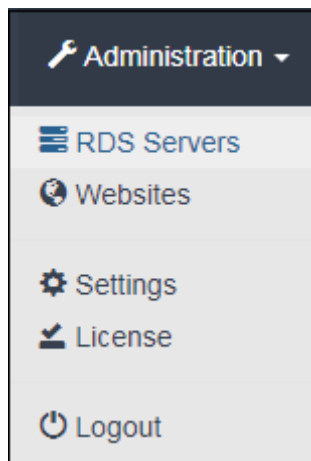 Administration
RDS Servers
Websites
Settings
License
Logout